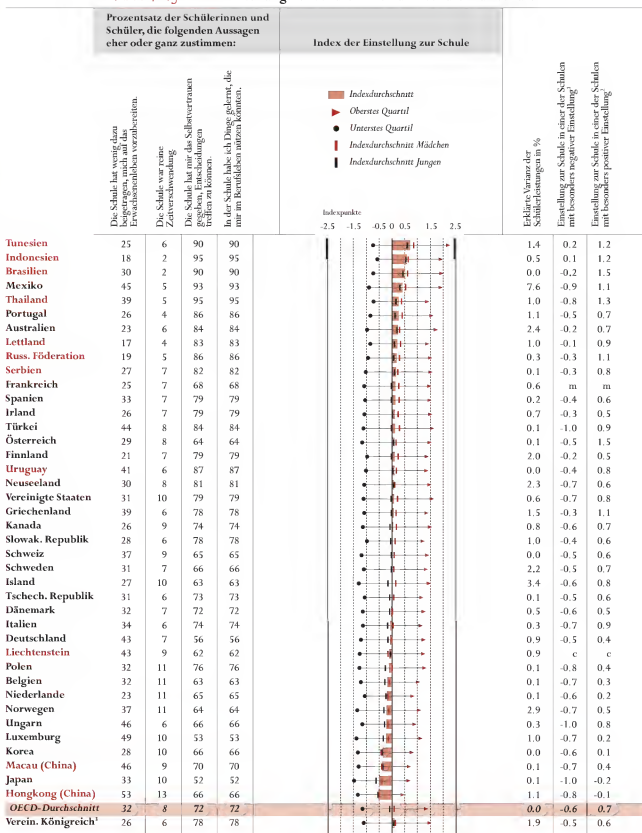 Prozentsatz der Schülerinnen und
Schüler, die folgenden Aussagen
eher oder ganz zustimmen:
Index der Einstellung zur Schule
Die Schule hat wenig dazu
beigetragen, mich auf das
Erwachsenenleben vorzubereiten.
Die Schule war reine
Zeitverschwendung
Die Schule hat mir das Selbstvertrauen
gegeben, Entscheidungen
treffen zu können.
In der Schule habe ich Dinge gelernt, die
mir im Berufsleben nützen könnten.
Indexdurchschnitt
Oberstes Quartil
Unterstes Quartil
Indexdurchschnitt Mädchen
Indexdurchschnitt Jungen
Erklärte Varianz der
Schülerleistungen in %
Einstellung zur Schule in einer der Schulen
mit besonders negativer Einstellung¹
Einstellung zur Schule in einer der Schulen
mit besonders positiver Einstellung¹
Indexpunkte
-2.5 -1.5 -0.5 0 0.5 1.5 2.5
Tunesien 25 6 90 90 1.4 0.2 1.2
Indonesien 18 2 95 95 0.5 0.1 1.2
Brasilien 30 2 90 90 0.0 -0.2 1.5
Mexiko 45 5 93 93 7.6 -0.9 1.1
Thailand 39 5 95 95 1.0 -0.8 1.3
Portugal 26 4 86 86 1.1 -0.5 0.7
Australien 23 6 84 84 2.4 -0.2 0.7
Lettland 17 4 83 83 1.0 -0.1 0.9
Russ. Föderation 19 5 86 86 0.3 -0.3 1.1
Serbien 27 7 82 82 0.1 -0.3 0.8
Frankreich 25 7 68 68 0.6 m m
Spanien 33 7 79 79 0.2 -0.4 0.6
Irland 26 7 79 79 0.7 -0.3 0.5
Türkei 44 8 84 84 0.1 -1.0 0.9
Österreich 29 8 64 64 0.1 -0.5 1.5
Finnland 21 7 79 79 2.0 -0.2 0.5
Uruguay 41 6 87 87 0.0 -0.4 0.8
Neuseeland 30 8 81 81 2.3 -0.7 0.6
Vereinigte Staaten 31 10 79 79 0.6 -0.7 0.8
Griechenland 39 6 78 78 1.5 -0.3 1.1
Kanada 26 9 74 74 0.8 -0.6 0.7
Slowak. Republik 28 6 78 78 1.0 -0.4 0.6
Schweiz 37 9 65 65 0.0 -0.5 0.6
Schweden 31 7 66 66 2.2 -0.5 0.7
Island 27 10 63 63 3.4 -0.6 0.8
Tschech. Republik 31 6 73 73 0.1 -0.5 0.6
Dänemark 32 7 72 72 0.5 -0.6 0.5
Italien 34 6 74 74 0.3 -0.7 0.9
Deutschland 43 7 56 56 0.9 -0.5 0.4
Liechtenstein 43 9 62 62 0.9 c c
Polen 32 11 76 76 0.1 -0.8 0.4
Belgien 32 11 63 63 0.1 -0.7 0.3
Niederlande 23 11 65 65 0.1 -0.6 0.2
Norwegen 37 11 64 64 2.9 -0.7 0.5
Ungarn 46 6 66 66 0.3 -1.0 0.8
Luxemburg 49 10 53 53 1.0 -0.7 0.2
Korea 28 10 66 66 0.0 -0.6 0.1
Macau (China) 46 9 70 70 0.1 -0.7 0.4
Japan 33 10 52 52 0.1 -1.0 -0.2
Hongkong (China) 53 13 66 66 1.1 -0.8 -0.1
OECD-Durchschnitt 32 8 72 72 0.0 -0.6 0.7
Verein. Königreich² 26 6 78 78 1.9 -0.5 0.6